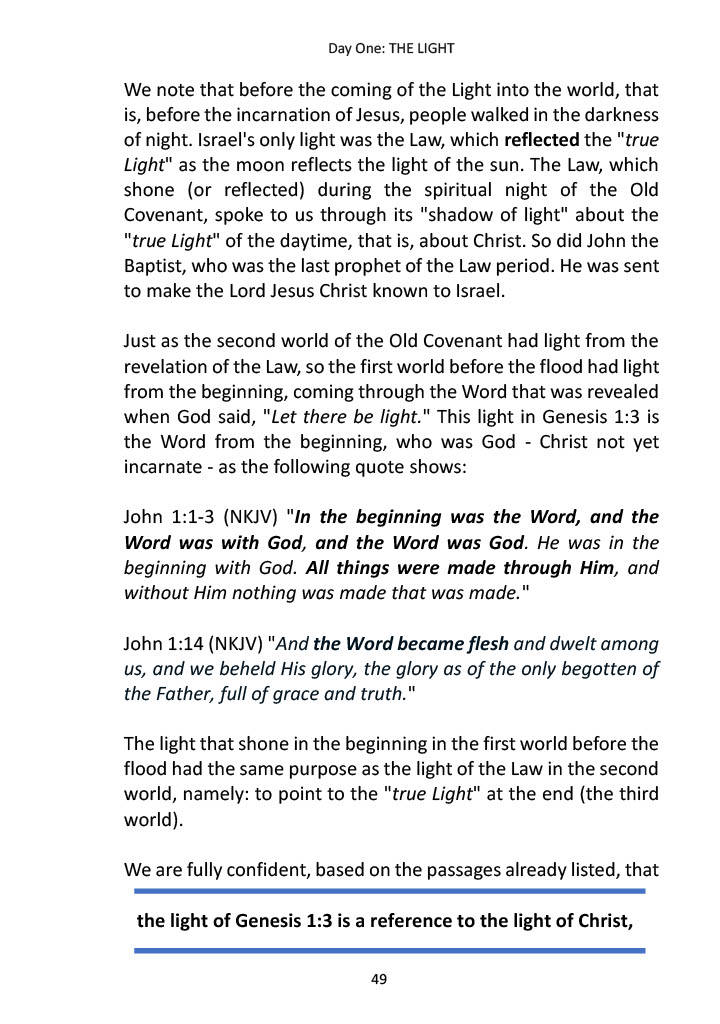 Day One: THE LIGHT
We note that before the coming of the Light into the world, that
is, before the incarnation of Jesus, people walked in the darkness
of night. Israel's only light was the Law, which reflected the "true
Light" as the moon reflects the light of the sun. The Law, which
shone (or reflected) during the spiritual night of the Old
Covenant, spoke to us through its "shadow of light" about the
"true Light" of the daytime, that is, about Christ. So did John the
Baptist, who was the last prophet of the Law period. He was sent
to make the Lord Jesus Christ known to Israel.
Just as the second world of the Old Covenant had light from the
revelation of the Law, so the first world before the flood had light
from the beginning, coming through the Word that was revealed
when God said, "Let there be light." This light in Genesis 1:3 is
the Word from the beginning, who was God - Christ not yet
incarnate - as the following quote shows:
John 1:1-3 (NKJV) "In the beginning was the Word, and the
Word was with God, and the Word was God. He was in the
beginning with God. All things were made through Him, and
without Him nothing was made that was made."
John 1:14 (NKJV) "And the Word became flesh and dwelt among
us, and we beheld His glory, the glory as of the only begotten of
the Father, full of grace and truth."
The light that shone in the beginning in the first world before the
flood had the same purpose as the light of the Law in the second
world, namely: to point to the "true Light" at the end (the third
world).
We are fully confident, based on the passages already listed, that
the light of Genesis 1:3 is a reference to the light of Christ,
49